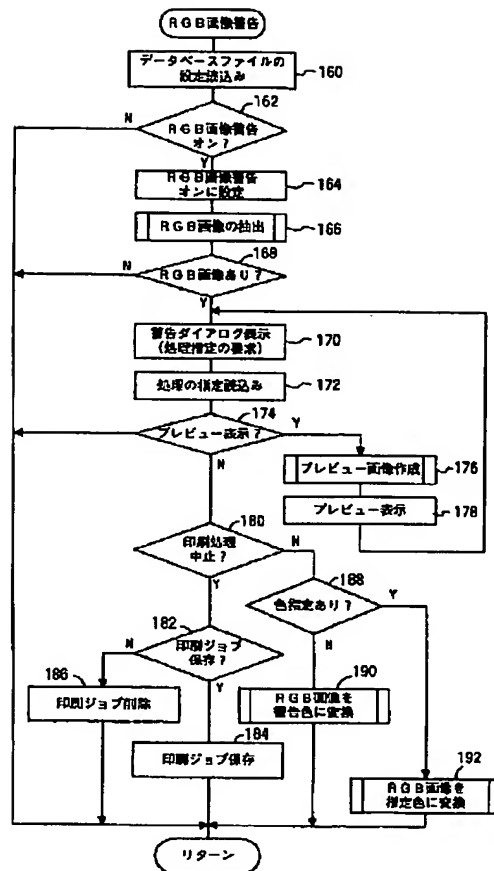 RGB画像警告
データベースファイルの
設定読込み
160
162
N
RGB画像警告
オン？
Y
RGB画像警告
オンに設定
164
RGB画像の抽出
166
168
N
RGB画像あり？
Y
警告ダイアログ表示
(処理指定の要求)
170
処理の指定読込み
172
174
プレビュー表示？
Y
N
プレビュー画像作成
176
プレビュー表示
178
180
印刷処理
中止？
N
Y
188
色指定あり？
Y
N
182
印刷ジョブ
保存？
N
Y
186
印刷ジョブ削除
190
RGB画像を
警告色に変換
184
印刷ジョブ保存
192
RGB画像を
指定色に変換
リターン